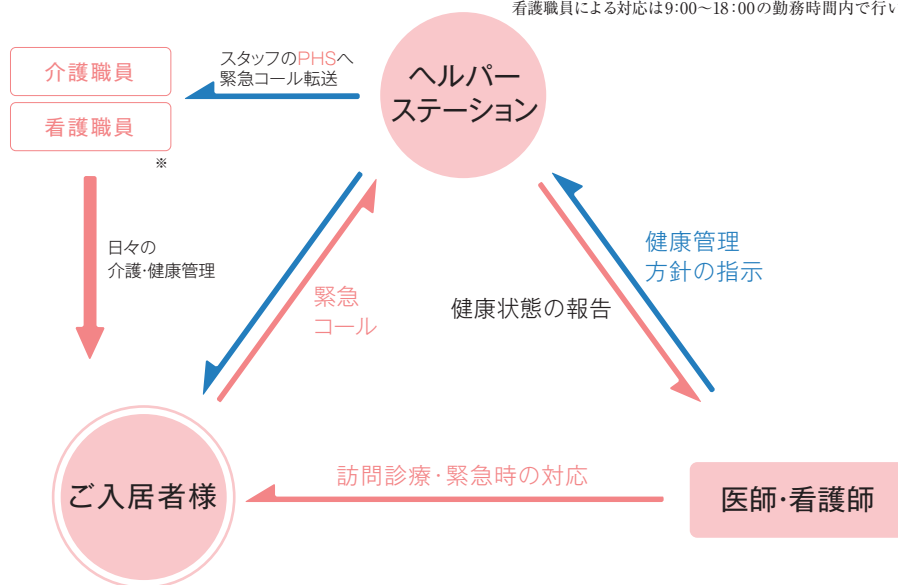 看護職員による対応は9:00〜18:00の勤務時間内で行い
介護職員
看護職員
※
スタッフのPHSへ
緊急コール転送
ヘルパー
ステーション
日々の
介護・健康管理
緊急
コール
健康状態の報告
健康管理
方針の指示
ご入居者様
訪問診療・緊急時の対応
医師・看護師